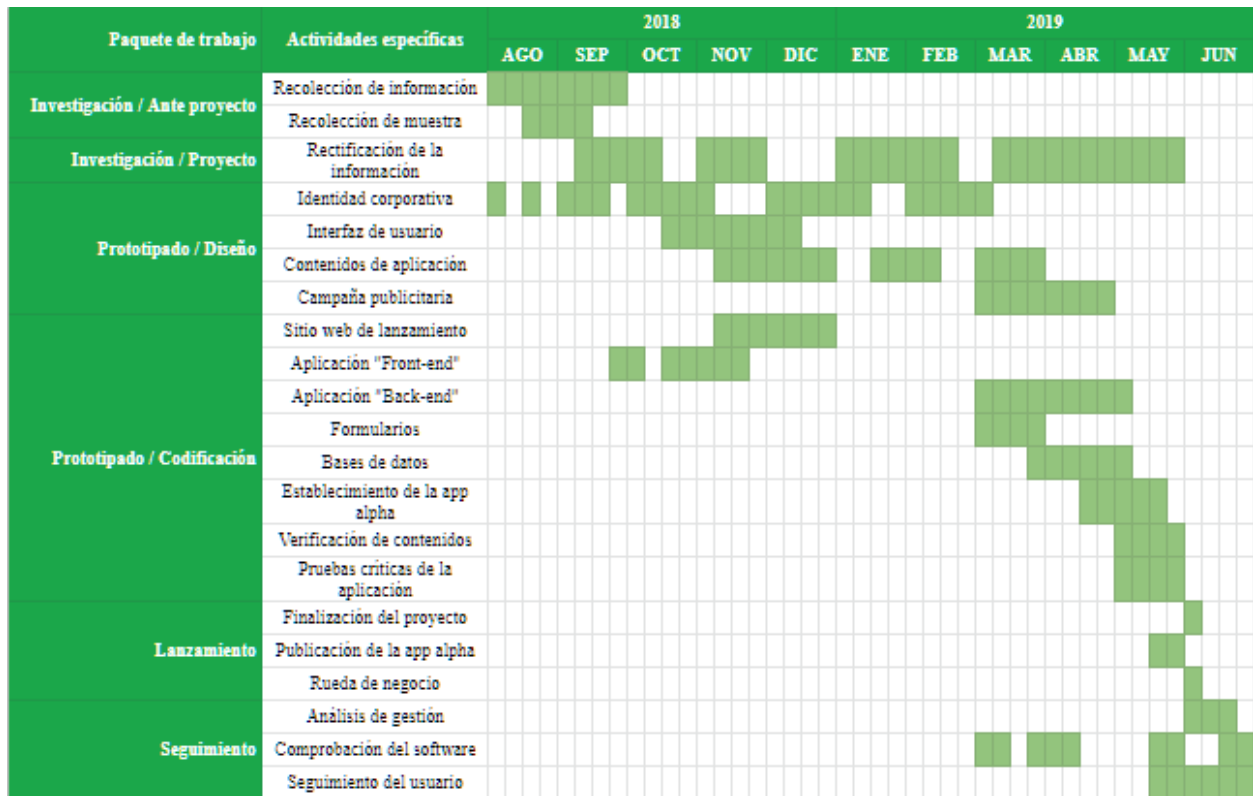 Paquete de trabajo
Actividades específicas
2018
2019
AGO SEP OCT NOV DIC ENE FEB MAR ABR MAY JUN
Investigación / Ante proyecto
Recolección de información
Recolección de muestra
Investigación / Proyecto
Rectificación de la
información
Prototipado / Diseño
Identidad corporativa
Interfaz de usuario
Contenidos de aplicación
Campaña publicitaria
Prototipado / Codificación
Sitio web de lanzamiento
Aplicación "Front-end"
Aplicación "Back-end"
Formularios
Bases de datos
Establecimiento de la app
alpha
Verificación de contenidos
Pruebas críticas de la
aplicación
Lanzamiento
Finalización del proyecto
Publicación de la app alpha
Rueda de negocio
Seguimiento
Análisis de gestión
Comprobación del software
Seguimiento del usuario